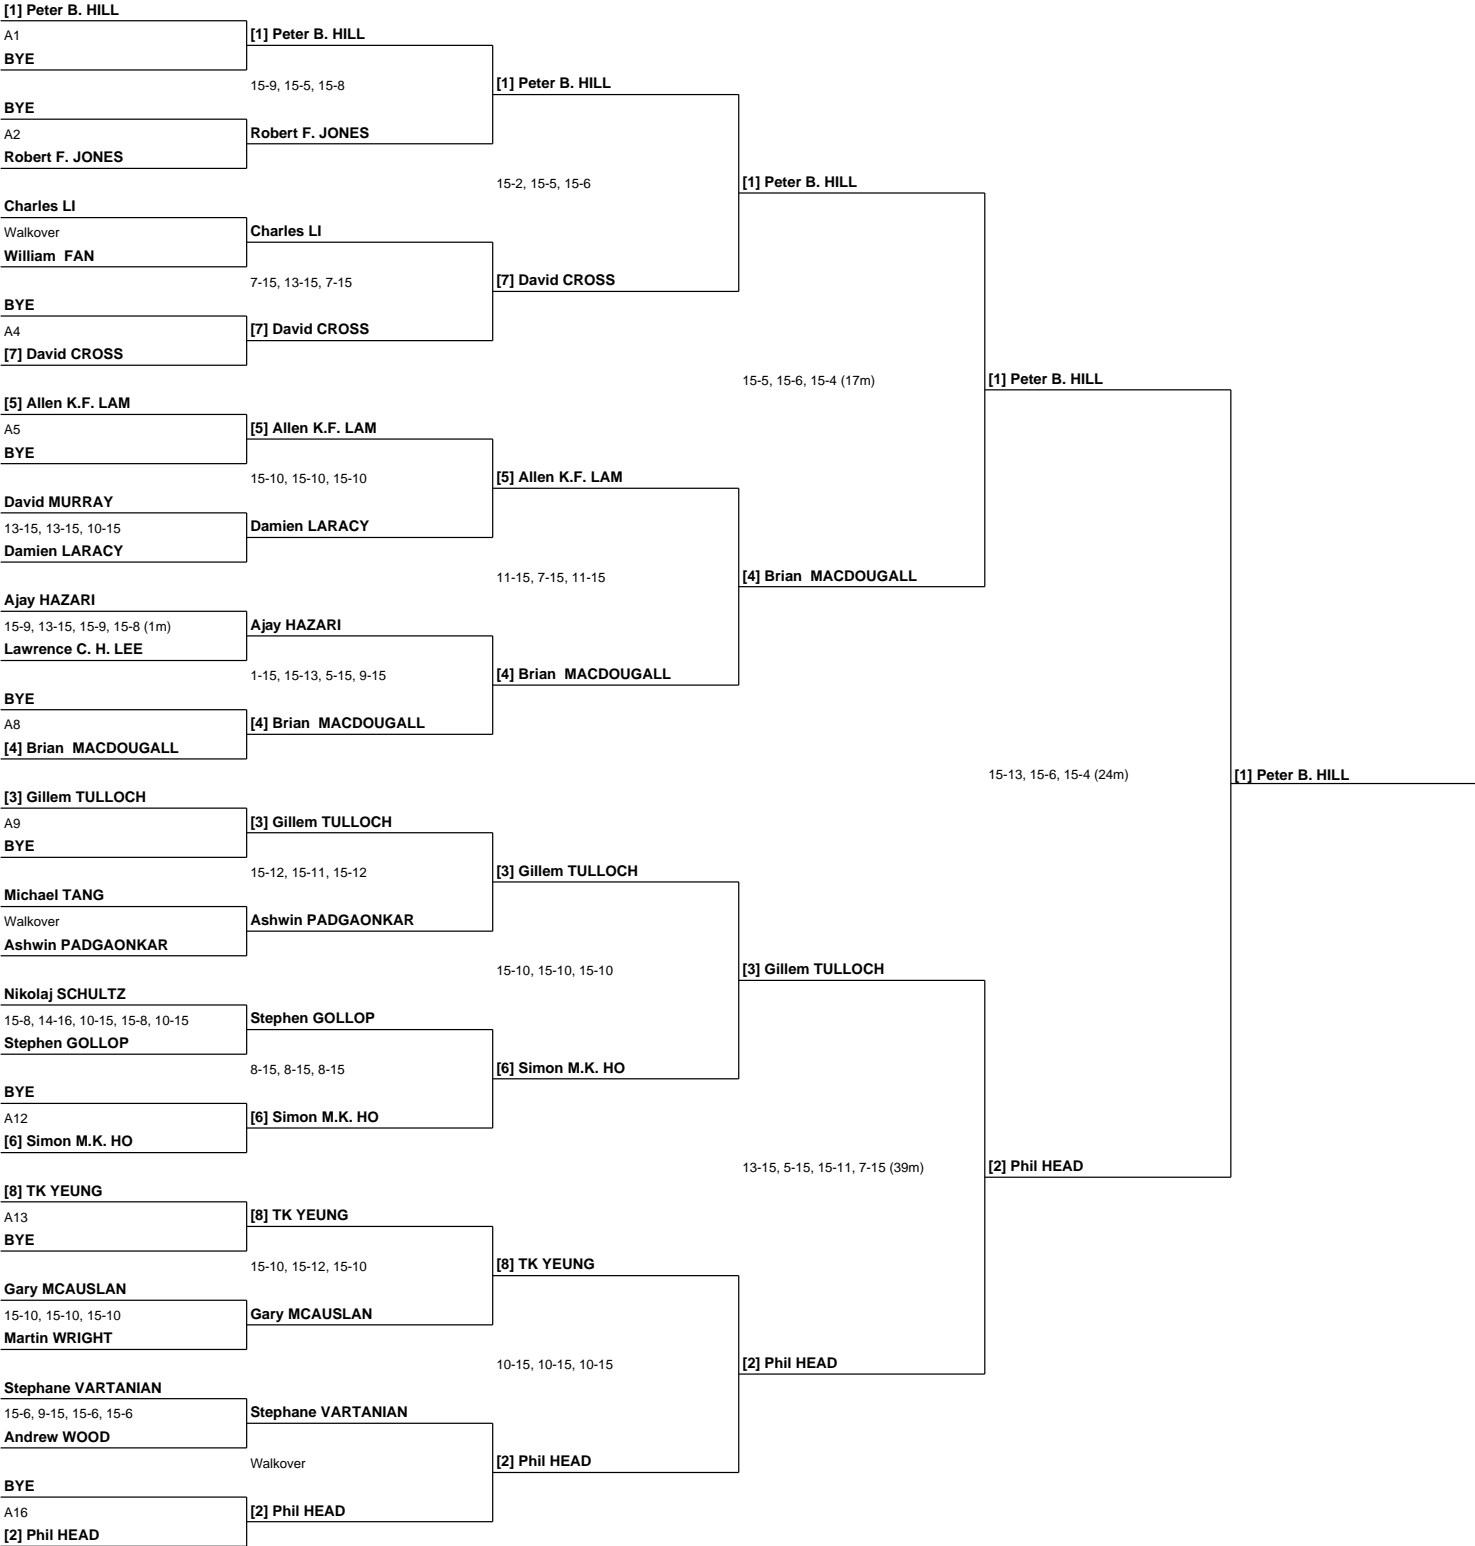 [1] Peter B. HILL
A1
BYE
BYE
A2
Robert F. JONES
Charles LI
Walkover
William  FAN
BYE
A4
[7] David CROSS
[5] Allen K.F. LAM
A5
BYE
David MURRAY
13-15, 13-15, 10-15
Damien LARACY
Ajay HAZARI
15-9, 13-15, 15-9, 15-8 (1m)
Lawrence C. H. LEE
BYE
A8
[4] Brian  MACDOUGALL
[3] Gillem TULLOCH
A9
BYE
Michael TANG
Walkover
Ashwin PADGAONKAR
Nikolaj SCHULTZ
15-8, 14-16, 10-15, 15-8, 10-15
Stephen GOLLOP
BYE
A12
[6] Simon M.K. HO
[8] TK YEUNG
A13
BYE
Gary MCAUSLAN
15-10, 15-10, 15-10
Martin WRIGHT
Stephane VARTANIAN
15-6, 9-15, 15-6, 15-6
Andrew WOOD
BYE
A16
[2] Phil HEAD
[1] Peter B. HILL
15-9, 15-5, 15-8
Robert F. JONES
Charles LI
7-15, 13-15, 7-15
[7] David CROSS
[5] Allen K.F. LAM
15-10, 15-10, 15-10
Damien LARACY
Ajay HAZARI
1-15, 15-13, 5-15, 9-15
[4] Brian  MACDOUGALL
[3] Gillem TULLOCH
15-12, 15-11, 15-12
Ashwin PADGAONKAR
Stephen GOLLOP
8-15, 8-15, 8-15
[6] Simon M.K. HO
[8] TK YEUNG
15-10, 15-12, 15-10
Gary MCAUSLAN
Stephane VARTANIAN
Walkover
[2] Phil HEAD
[1] Peter B. HILL
15-2, 15-5, 15-6
[7] David CROSS
[5] Allen K.F. LAM
11-15, 7-15, 11-15
[4] Brian  MACDOUGALL
[3] Gillem TULLOCH
15-10, 15-10, 15-10
[6] Simon M.K. HO
[8] TK YEUNG
10-15, 10-15, 10-15
[2] Phil HEAD
[1] Peter B. HILL
15-5, 15-6, 15-4 (17m)
[4] Brian  MACDOUGALL
[3] Gillem TULLOCH
13-15, 5-15, 15-11, 7-15 (39m)
[2] Phil HEAD
[1] Peter B. HILL
15-13, 15-6, 15-4 (24m)
[2] Phil HEAD
[1] Peter B. HILL